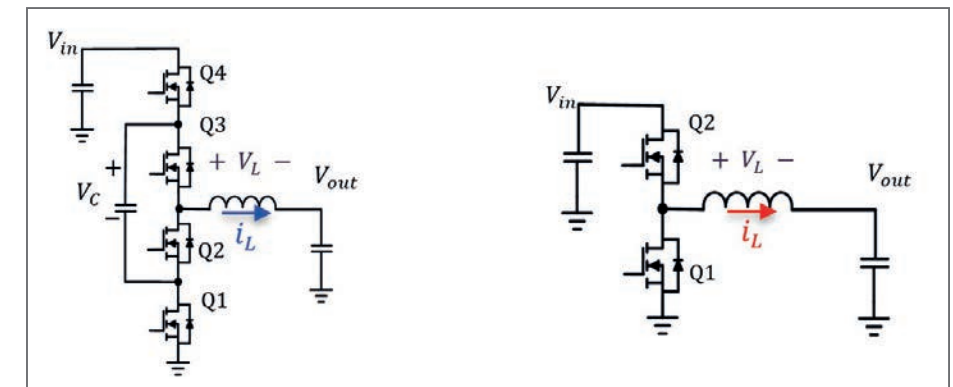 V_in
Q4
Q3
+ V_L −
V_out
+
V_C
−
i_L
Q2
Q1
V_in
Q2
+ V_L −
V_out
i_L
Q1